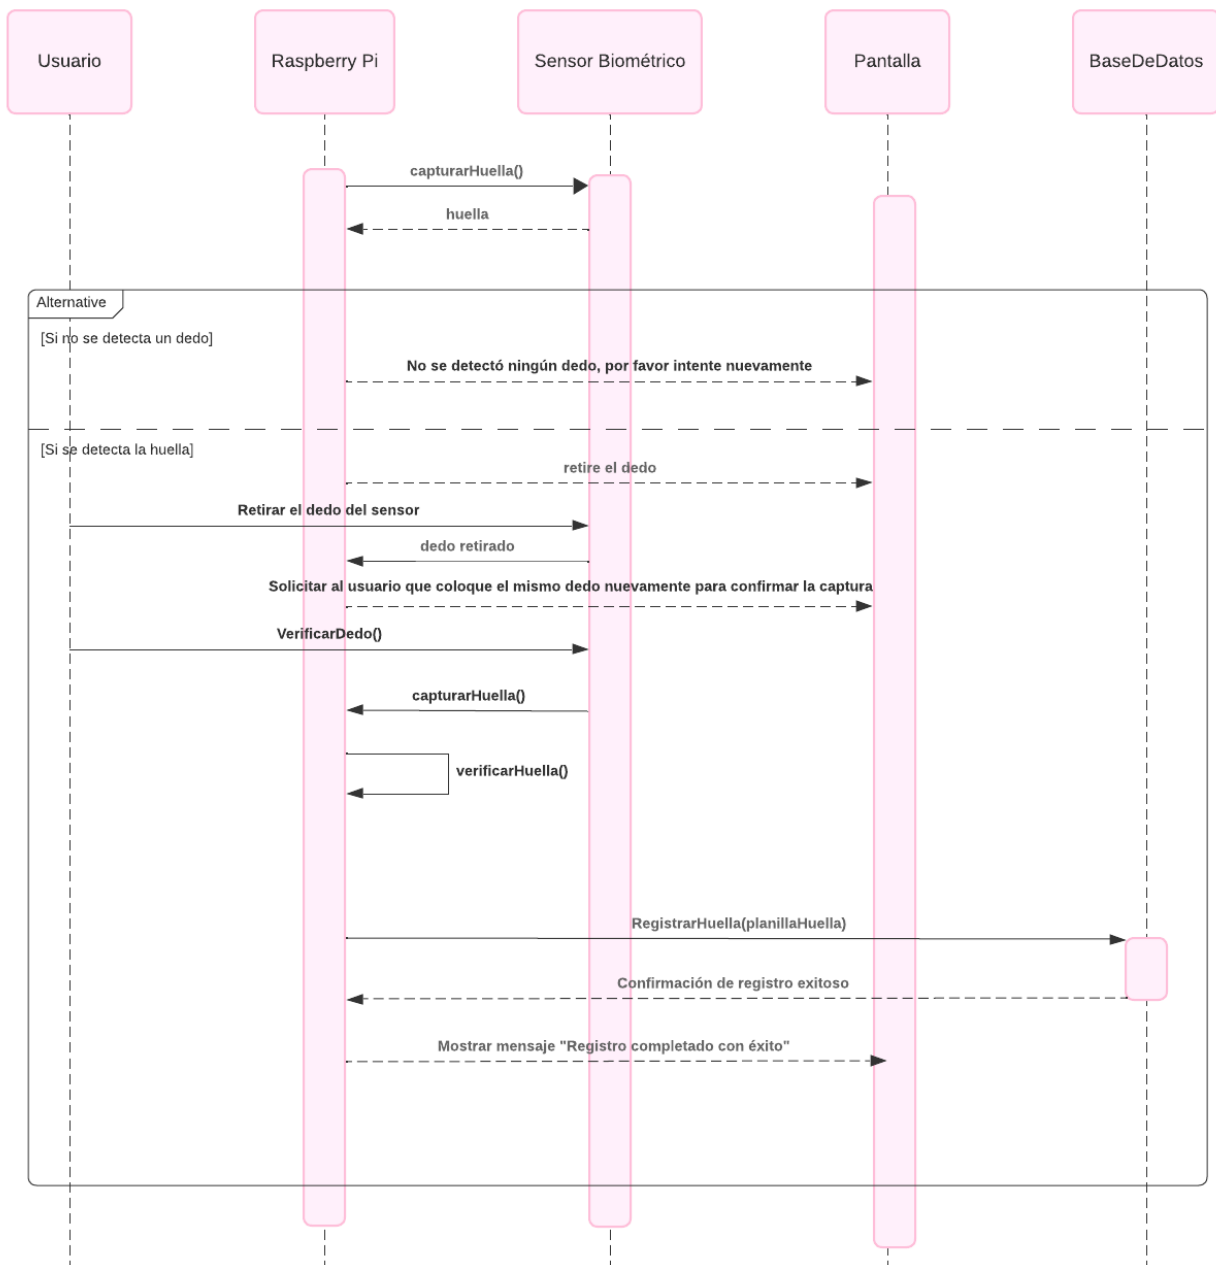 Usuario
Raspberry Pi
Sensor Biométrico
Pantalla
BaseDeDatos
capturarHuella()
huella
Alternative
[Si no se detecta un dedo]
No se detectó ningún dedo, por favor intente nuevamente
[Si se detecta la huella]
retire el dedo
Retirar el dedo del sensor
dedo retirado
Solicitar al usuario que coloque el mismo dedo nuevamente para confirmar la captura
VerificarDedo()
capturarHuella()
verificarHuella()
RegistrarHuella(planillaHuella)
Confirmación de registro exitoso
Mostrar mensaje "Registro completado con éxito"